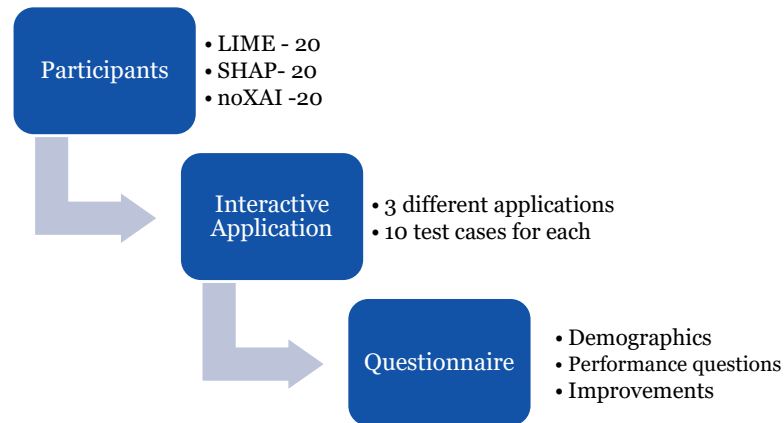 Participants
• LIME - 20
• SHAP- 20
• noXAI -20
Interactive
Application
• 3 different applications
• 10 test cases for each
Questionnaire
• Demographics
• Performance questions
• Improvements